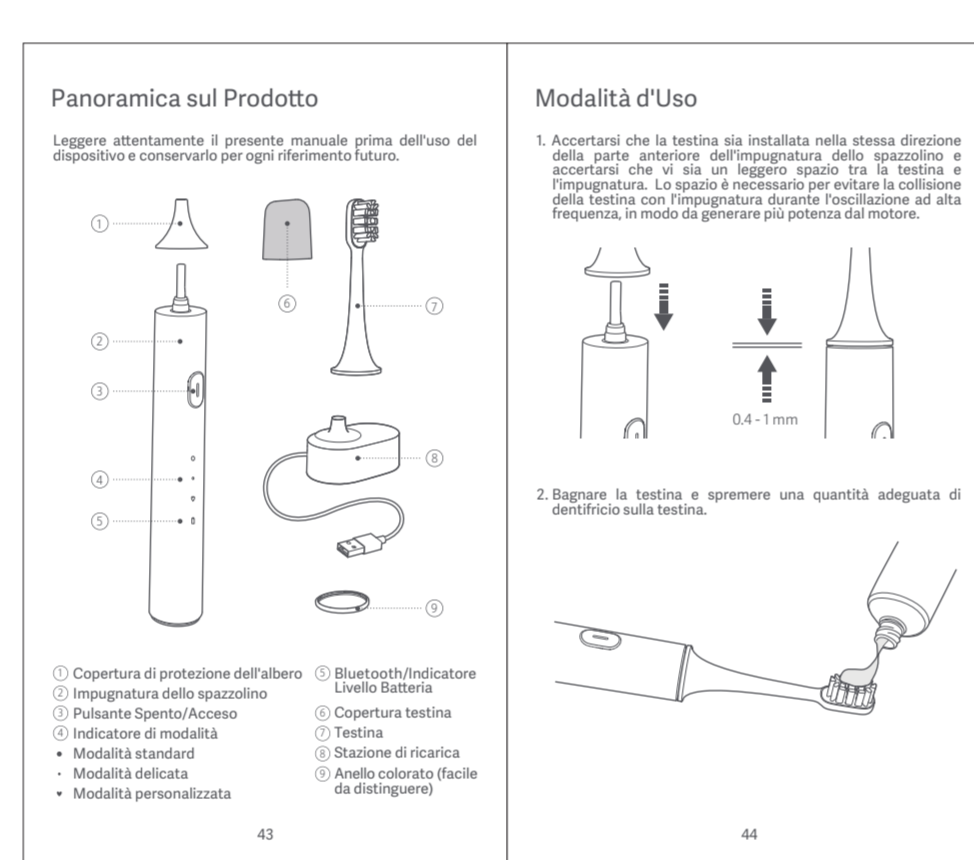 Panoramica sul Prodotto
Leggere attentamente il presente manuale prima dell'uso del
dispositivo e conservarlo per ogni riferimento futuro.
①
②
③
④
⑤
⑥
⑦
⑧
⑨
① Copertura di protezione dell'albero
② Impugnatura dello spazzolino
③ Pulsante Spento/Acceso
④ Indicatore di modalità
• Modalità standard
· Modalità delicata
♥ Modalità personalizzata
⑤ Bluetooth/Indicatore
Livello Batteria
⑥ Copertura testina
⑦ Testina
⑧ Stazione di ricarica
⑨ Anello colorato (facile
da distinguere)
43
Modalità d'Uso
1. Accertarsi che la testina sia installata nella stessa direzione
della parte anteriore dell'impugnatura dello spazzolino e
accertarsi che vi sia un leggero spazio tra la testina e
l'impugnatura. Lo spazio è necessario per evitare la collisione
della testina con l'impugnatura durante l'oscillazione ad alta
frequenza, in modo da generare più potenza dal motore.
0.4 - 1 mm
2. Bagnare la testina e spremere una quantità adeguata di
dentifricio sulla testina.
44